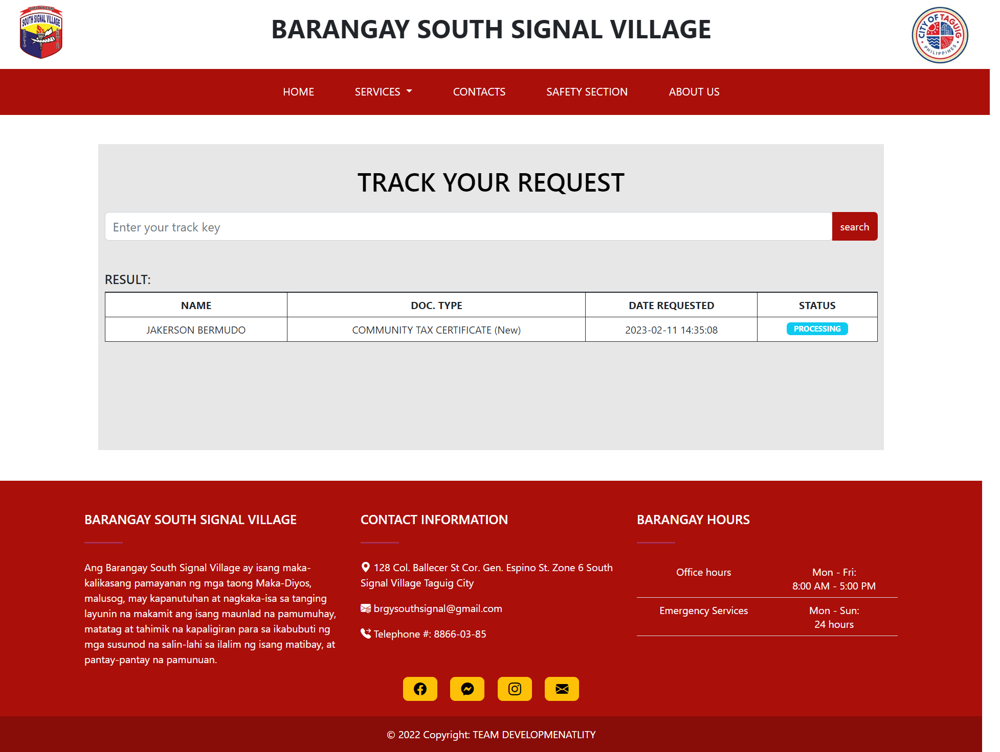 GOD BLESS
SOUTH SIGNAL VILLAGE
BARANGAY SOUTH SIGNAL VILLAGE
CITY OF TAGUIG
PHILIPPINES
HOME
SERVICES
CONTACTS
SAFETY SECTION
ABOUT US
TRACK YOUR REQUEST
Enter your track key
search
RESULT:
NAME
DOC. TYPE
DATE REQUESTED
STATUS
JAKERSON BERMUDO
COMMUNITY TAX CERTIFICATE (New)
2023-02-11 14:35:08
PROCESSING
BARANGAY SOUTH SIGNAL VILLAGE
Ang Barangay South Signal Village ay isang maka-
kalikasang pamayanan ng mga taong Maka-Diyos,
malusog, may kapanutuhan at nagkaka-isa sa tanging
layunin na makamit ang isang maunlad na pamumuhay,
matatag at tahimik na kapaligiran para sa ikabubuti ng
mga susunod na salin-lahi sa ilalim ng isang matibay, at
pantay-pantay na pamunuan.
CONTACT INFORMATION
128 Col. Ballecer St Cor. Gen. Espino St. Zone 6 South
Signal Village Taguig City
brgysouthsignal@gmail.com
Telephone #: 8866-03-85
BARANGAY HOURS
Office hours
Mon - Fri:
8:00 AM - 5:00 PM
Emergency Services
Mon - Sun:
24 hours
© 2022 Copyright: TEAM DEVELOPMENATLITY